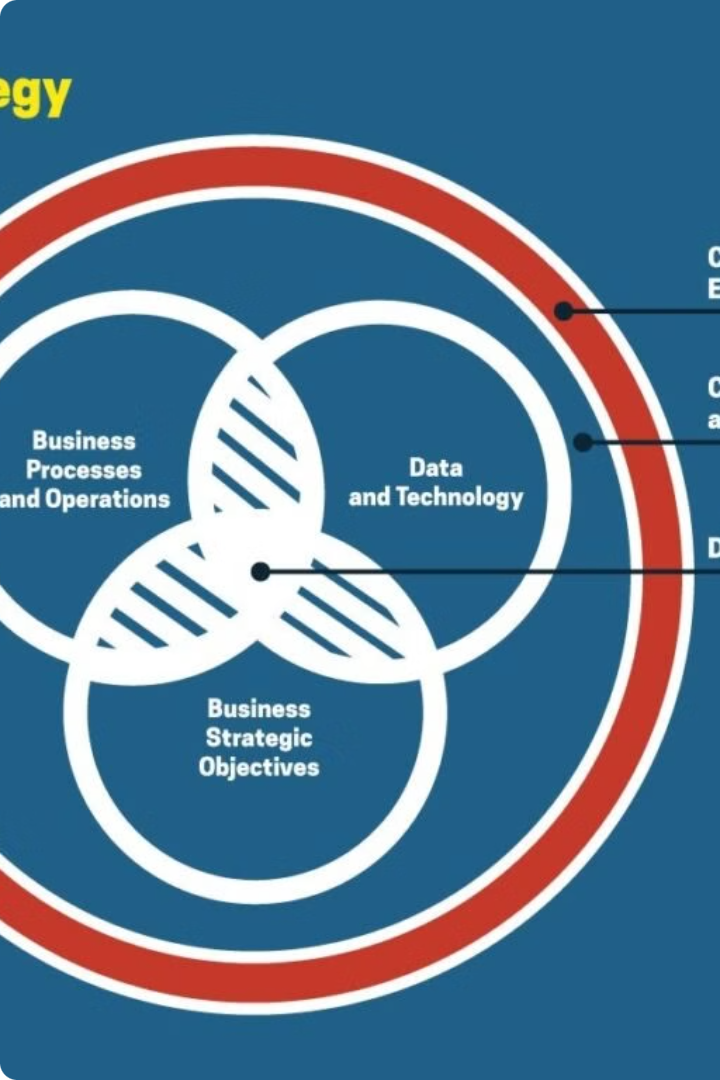 egy
C
E
C
a
Business
Processes
and Operations
Data
and Technology
D
Business
Strategic
Objectives